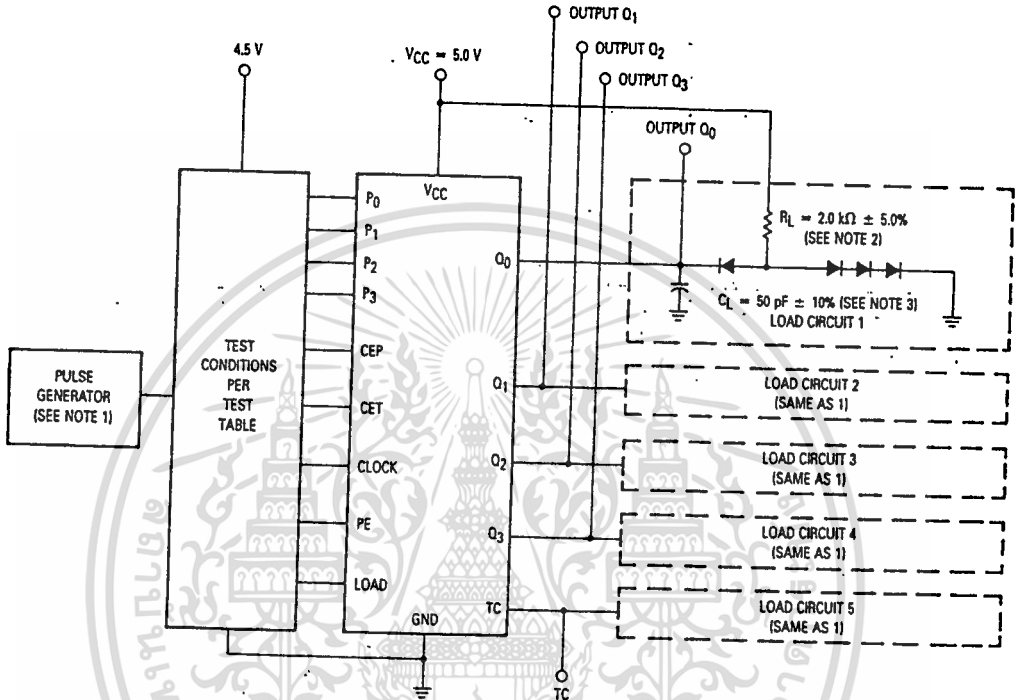 OUTPUT Q1
OUTPUT Q2
OUTPUT Q3
4.5 V
VCC = 5.0 V
OUTPUT Q0
VCC
P0
P1
P2
P3
CEP
CET
CLOCK
PE
LOAD
GND
Q0
Q1
Q2
Q3
TC
TC
PULSE
GENERATOR
(SEE NOTE 1)
TEST
CONDITIONS
PER
TEST
TABLE
RL = 2.0 kΩ ± 5.0%
(SEE NOTE 2)
CL = 50 pF ± 10% (SEE NOTE 3)
LOAD CIRCUIT 1
LOAD CIRCUIT 2
(SAME AS 1)
LOAD CIRCUIT 3
(SAME AS 1)
LOAD CIRCUIT 4
(SAME AS 1)
LOAD CIRCUIT 5
(SAME AS 1)